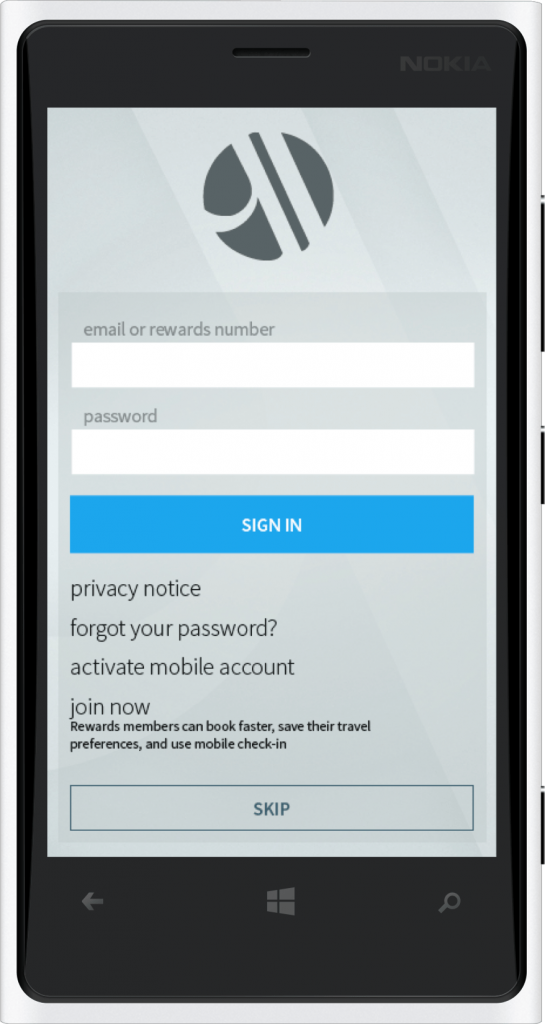 NOKIA
email or rewards number
password
SIGN IN
privacy notice
forgot your password?
activate mobile account
join now
Rewards members can book faster, save their travel
preferences, and use mobile check-in
SKIP